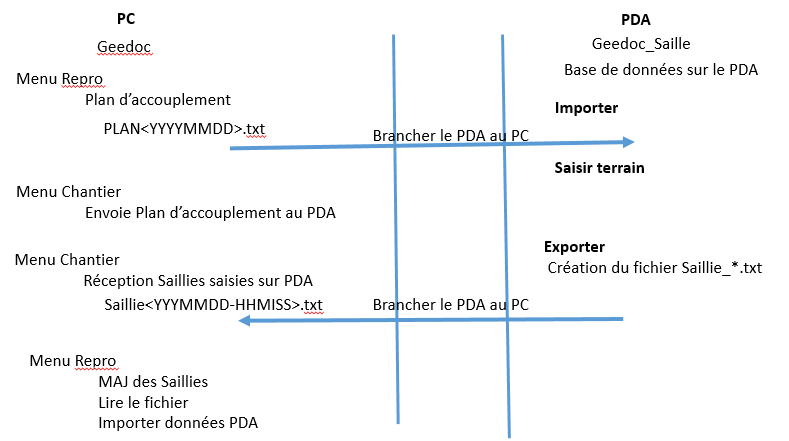 PC
PDA
Geedoc
Geedoc_Saille
Base de données sur le PDA
Menu Repro
Plan d'accouplement
PLAN<YYYYMMDD>.txt
Importer
Brancher le PDA au PC
Saisir terrain
Menu Chantier
Envoie Plan d'accouplement au PDA
Exporter
Création du fichier Saillie_*.txt
Menu Chantier
Réception Saillies saisies sur PDA
Saillie<YYYMMDD-HHMISS>.txt
Brancher le PDA au PC
Menu Repro
MAJ des Saillies
Lire le fichier
Importer données PDA